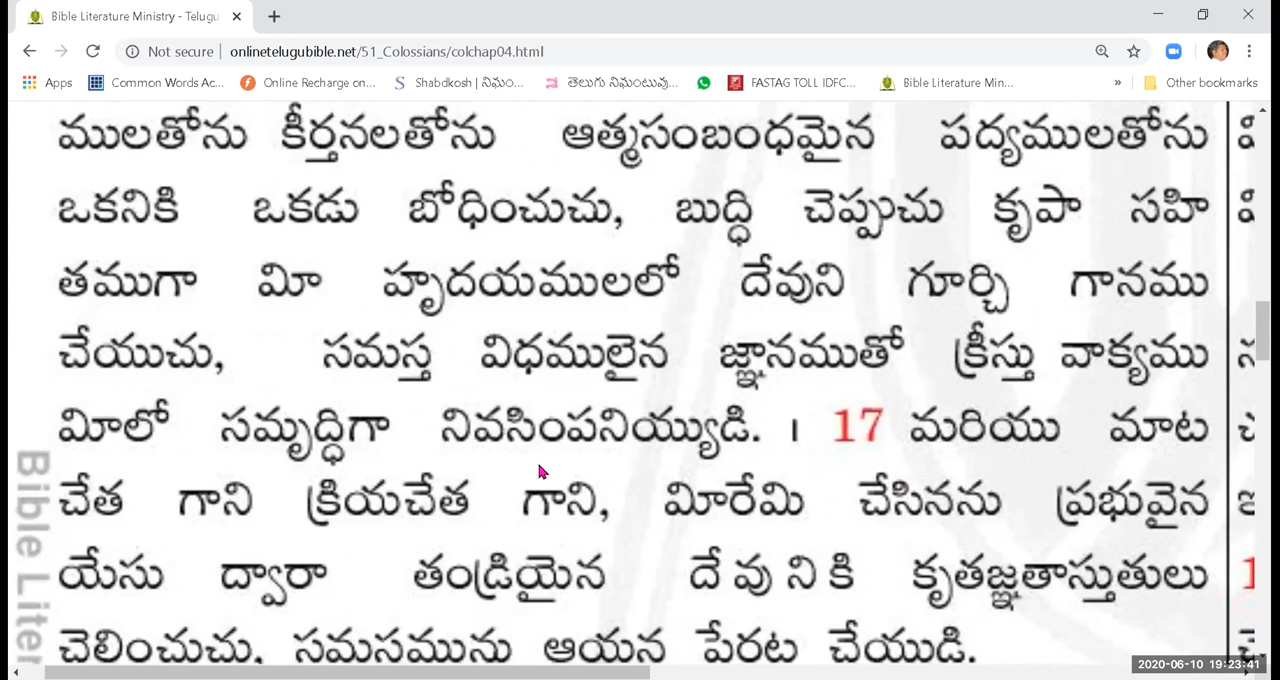 Bible Literature Ministry - Telugu
Not secure | onlinetelugubible.net/51_Colossians/colchap04.html
Apps Common Words Ac... Online Recharge on... Shabdkosh | నిఘం... తెలుగు నిఘంటువు... FASTAG TOLL IDFC... Bible Literature Min... » Other bookmarks
ములతోను కీర్తనలతోను ఆత్మసంబంధమైన పద్యములతోను
ఒకనికి ఒకడు బోధించుచు, బుద్ధి చెప్పుచు కృపా సహి
తముగా మీ హృదయములలో దేవుని గూర్చి గానము
చేయుచు, సమస్త విధములైన జ్ఞానముతో క్రీస్తు వాక్యము
మీలో సమృద్ధిగా నివసింపనియ్యుడి. । 17 మరియు మాట
చేత గాని క్రియచేత గాని, మీరేమి చేసినను ప్రభువైన
యేసు ద్వారా తండ్రియైన దే వు ని కి కృతజ్ఞతాస్తుతులు
చెలించుచు, సమసమును ఆయన పేరట చేయుడి.
Bible Liter
2020-06-10 19:23:41